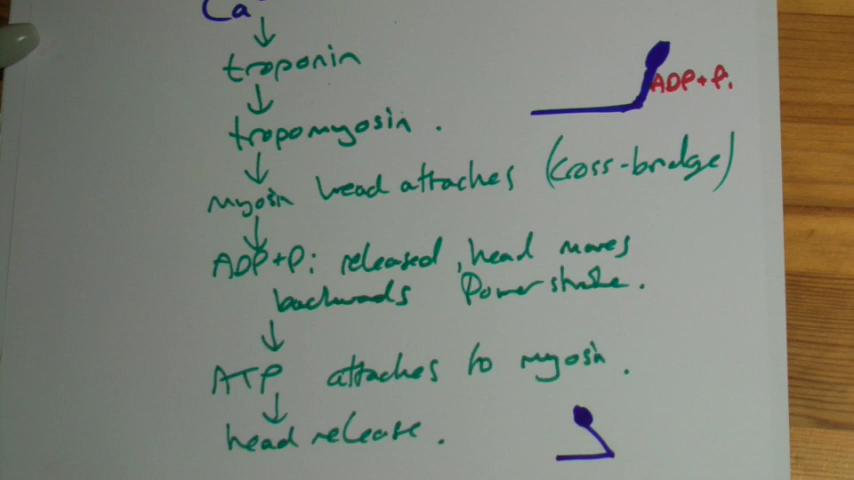 Ca
↓
troponin
↓
tropomyosin .
↓
myosin head attaches (cross-bridge)
↓
ADP+Pi released, head moves
backwards Power stroke.
↓
ATP attaches to myosin.
↓
head release.
ADP+Pi